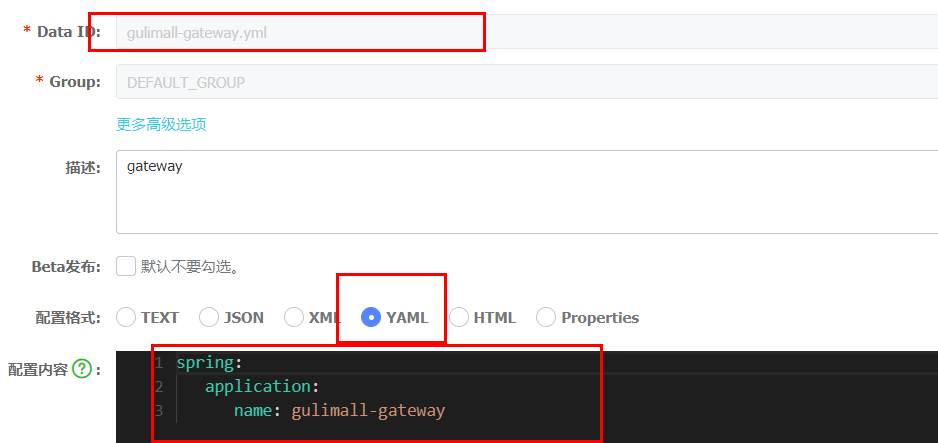 * Data ID: gulimall-gateway.yml
* Group: DEFAULT_GROUP
更多高级选项
描述: gateway
Beta发布: 默认不要勾选。
配置格式: TEXT JSON XML YAML HTML Properties
配置内容 ? : 1 spring:
2 application:
3 name: gulimall-gateway